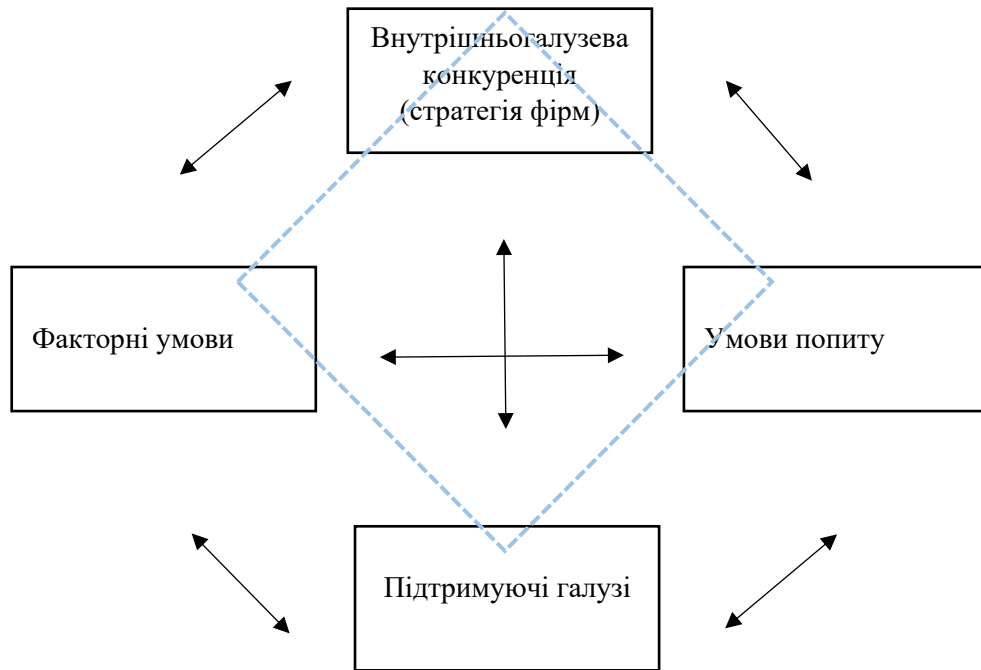 Внутрішньогалузева
конкуренція
(стратегія фірм)
Факторні умови
Умови попиту
Підтримуючі галузі